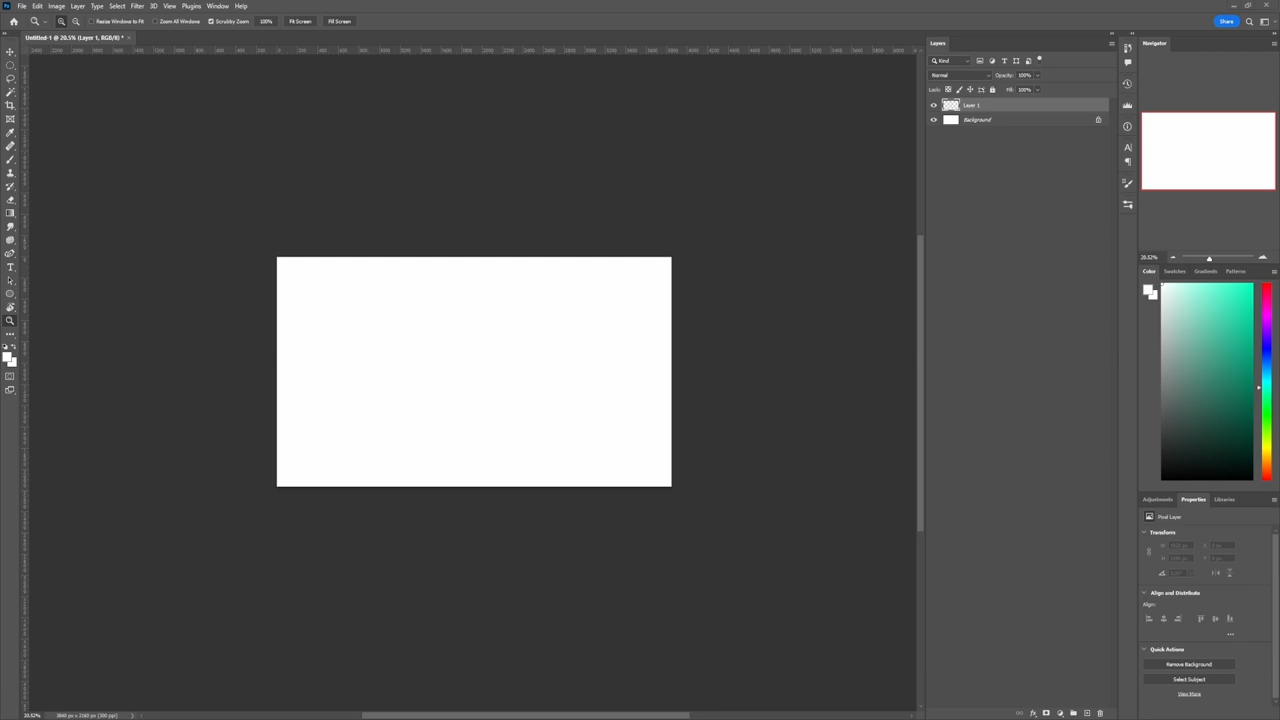 Ps File Edit Image Layer Type Select Filter 3D View Plugins Window Help
Resize Windows to Fit Zoom All Windows Scrubby Zoom 100% Fit Screen Fill Screen Share
Untitled-1 @ 20.5% (Layer 1, RGB/8) * ×
Layers
Kind
Normal Opacity: 100%
Lock: Fill: 100%
Layer 1
Background
Navigator
20.52%
Color Swatches Gradients Patterns
Adjustments Properties Libraries
Pixel Layer
Transform
Align and Distribute
Align:
Quick Actions
Remove Background
Select Subject
View More
20.52% 3840 px x 2160 px (300 ppi)